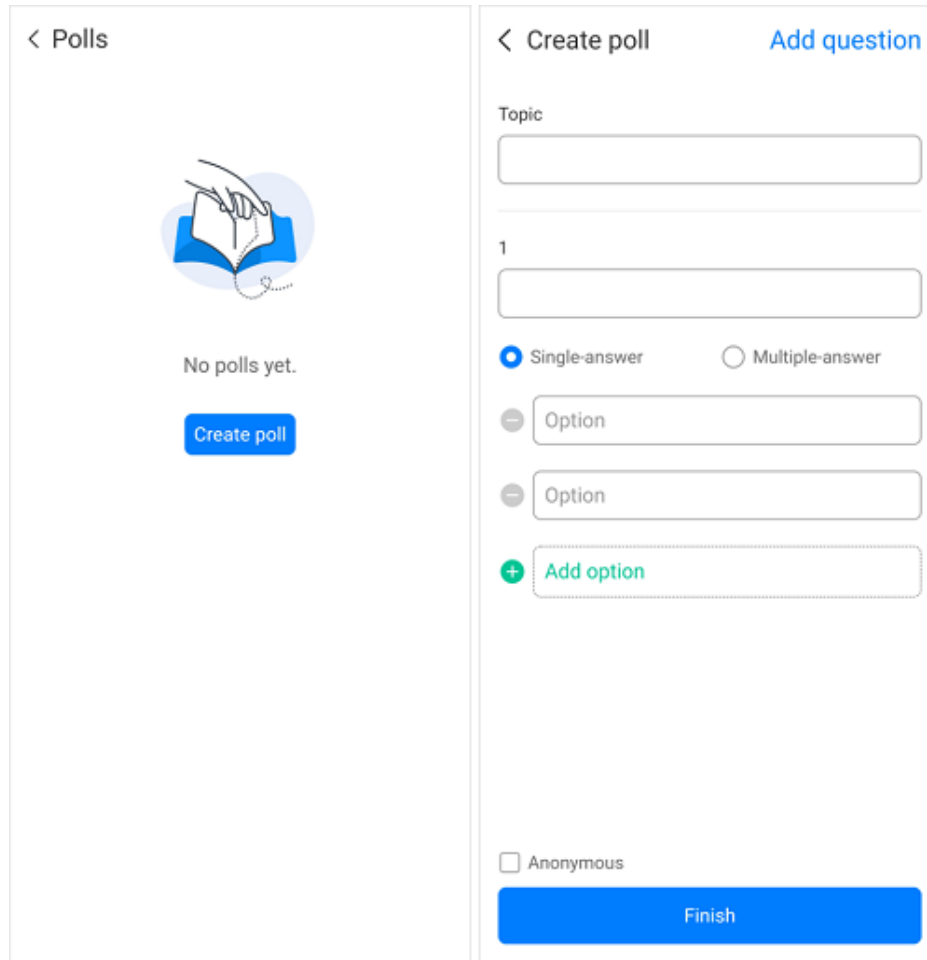 Polls
No polls yet.
Create poll
Create poll
Add question
Topic
1
Single-answer
Multiple-answer
Option
Option
Add option
Anonymous
Finish